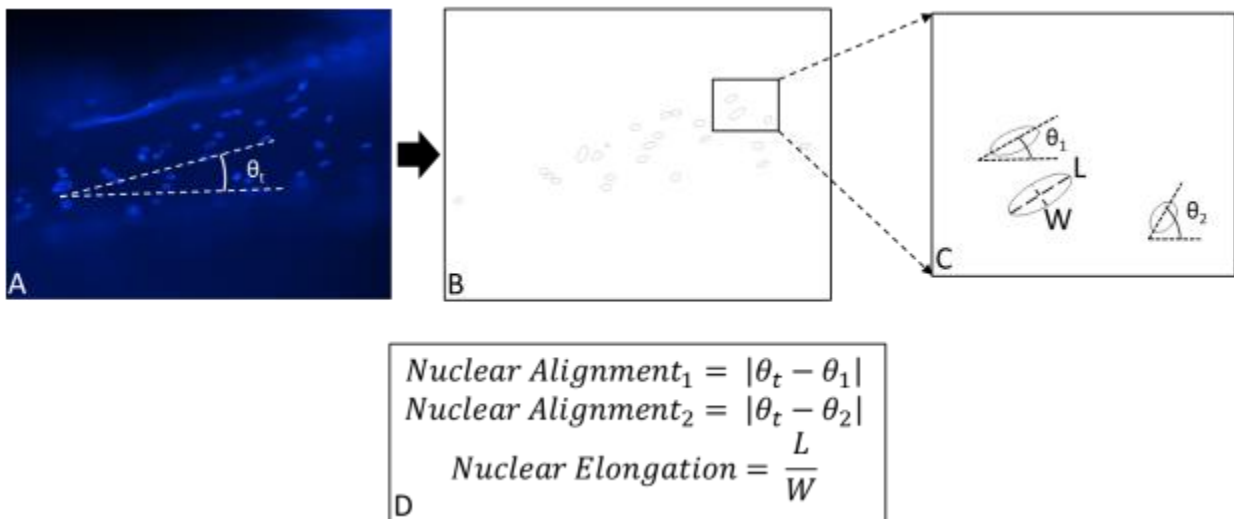 θt
A
B
θ1
L
W
θ2
C
Nuclear Alignment1 = |θt − θ1|
Nuclear Alignment2 = |θt − θ2|
Nuclear Elongation = L/W
D